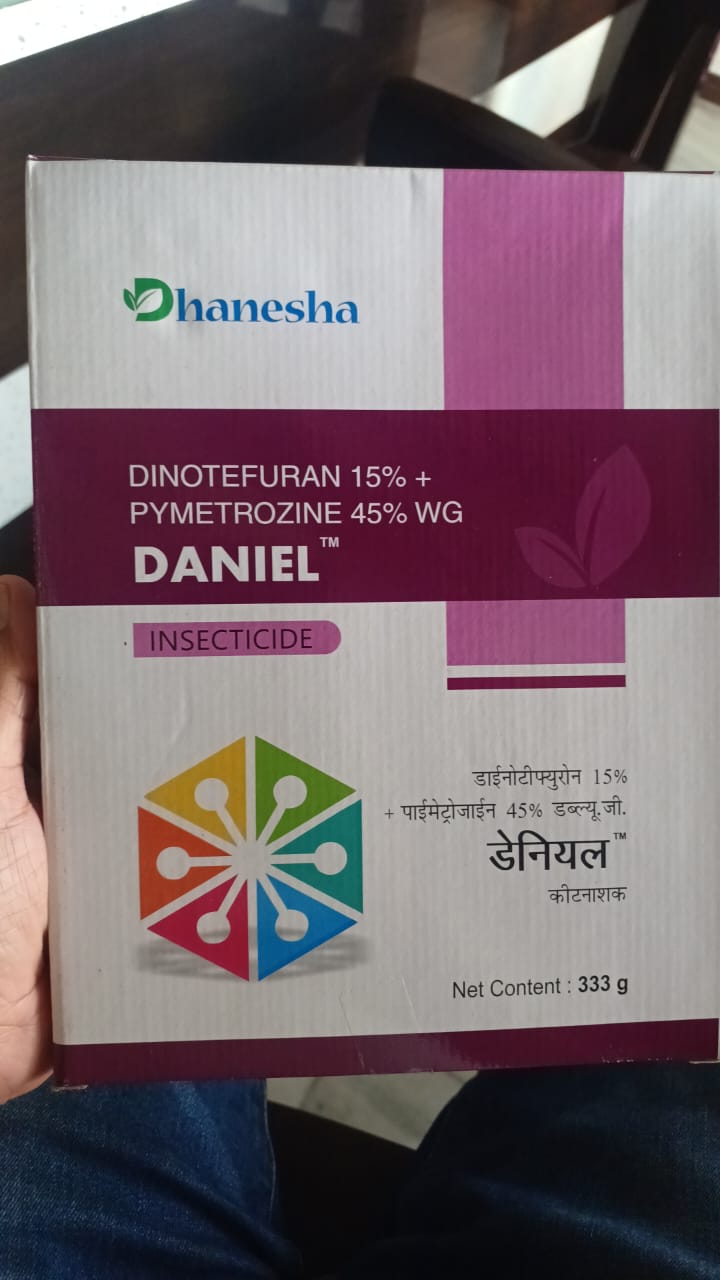 Dhanesha
DINOTEFURAN 15% +
PYMETROZINE 45% WG
DANIEL™
INSECTICIDE
डाईनोटीफ्युरोन 15%
+ पाईमेट्रोजाईन 45% डब्ल्यू.जी.
डेनियल™
कीटनाशक
Net Content : 333 g